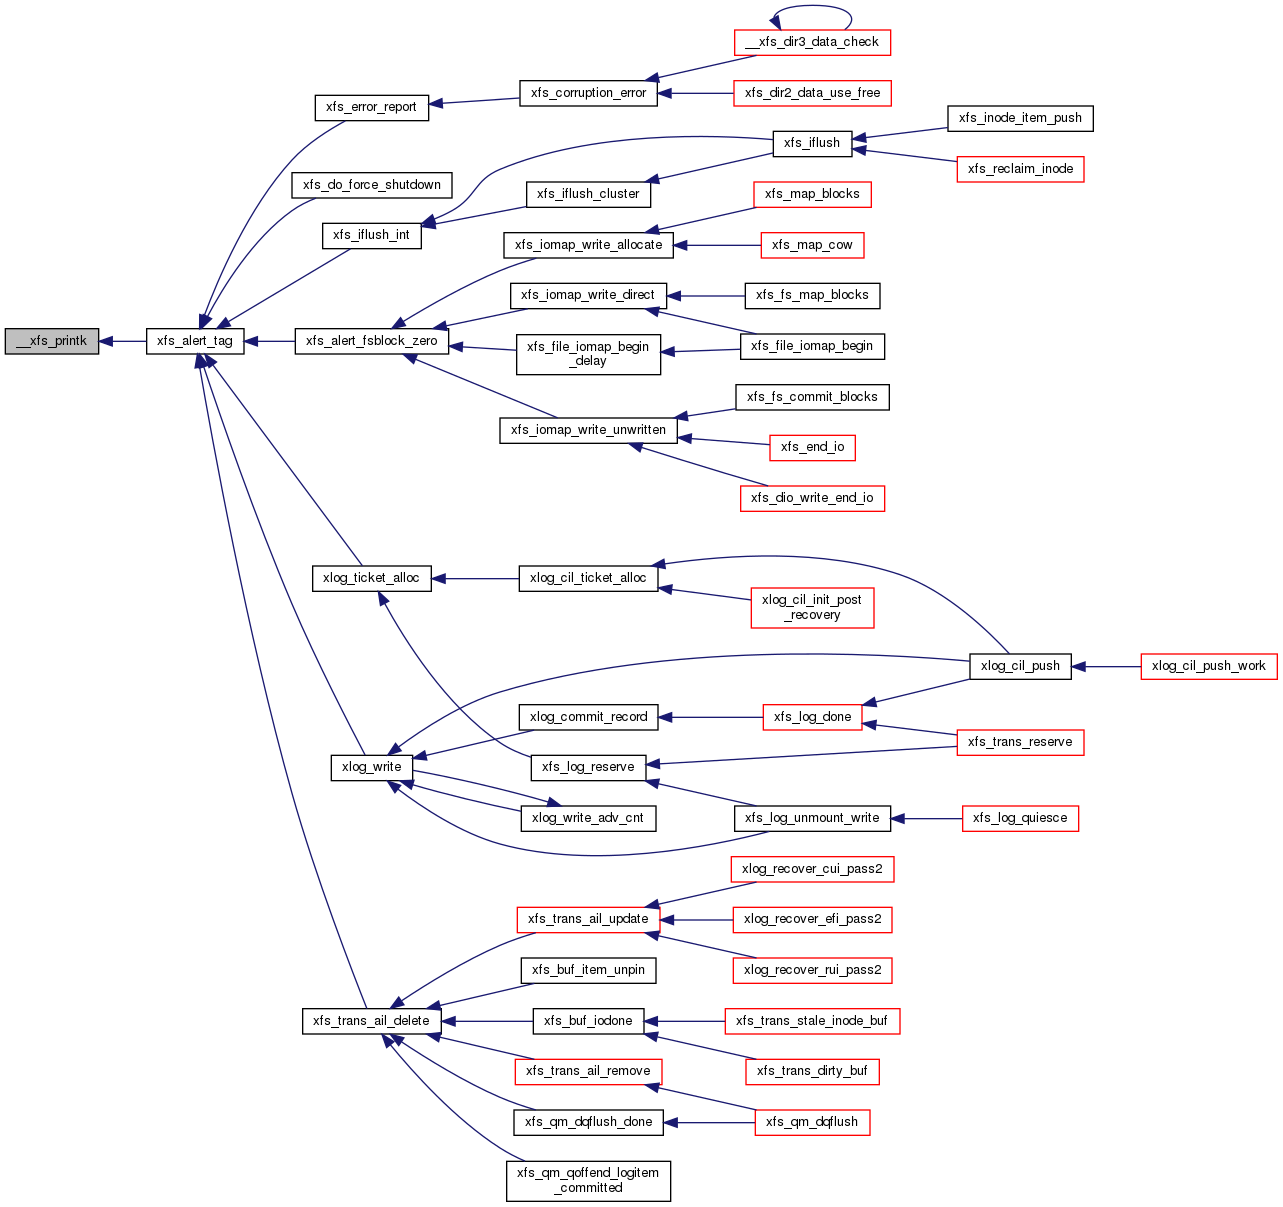 __xfs_dir3_data_check
xfs_corruption_error
xfs_dir2_data_use_free
xfs_error_report
xfs_inode_item_push
xfs_iflush
xfs_reclaim_inode
xfs_do_force_shutdown
xfs_iflush_cluster
xfs_map_blocks
xfs_iflush_int
xfs_iomap_write_allocate
xfs_map_cow
xfs_iomap_write_direct
xfs_fs_map_blocks
__xfs_printk
xfs_alert_tag
xfs_alert_fsblock_zero
xfs_file_iomap_begin
_delay
xfs_file_iomap_begin
xfs_fs_commit_blocks
xfs_iomap_write_unwritten
xfs_end_io
xfs_dio_write_end_io
xlog_ticket_alloc
xlog_cil_ticket_alloc
xlog_cil_init_post
_recovery
xlog_cil_push
xlog_cil_push_work
xlog_commit_record
xfs_log_done
xfs_trans_reserve
xlog_write
xfs_log_reserve
xlog_write_adv_cnt
xfs_log_unmount_write
xfs_log_quiesce
xlog_recover_cui_pass2
xfs_trans_ail_update
xlog_recover_efi_pass2
xfs_buf_item_unpin
xlog_recover_rui_pass2
xfs_trans_ail_delete
xfs_buf_iodone
xfs_trans_stale_inode_buf
xfs_trans_ail_remove
xfs_trans_dirty_buf
xfs_qm_dqflush_done
xfs_qm_dqflush
xfs_qm_qoffend_logitem
_committed